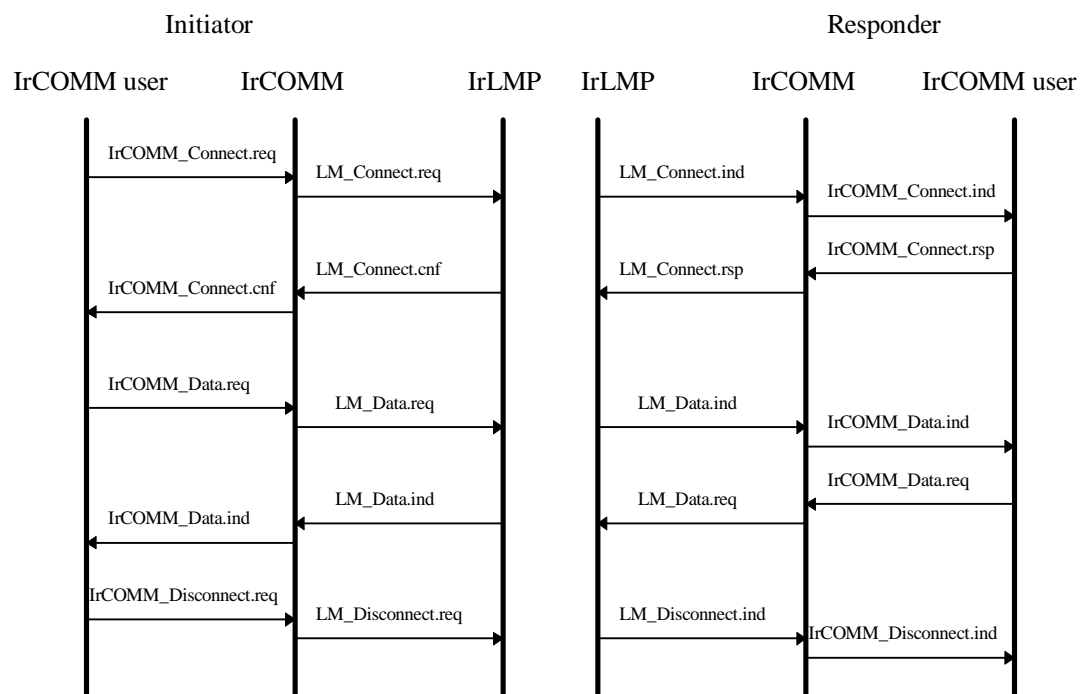 Initiator
Responder
IrCOMM user
IrCOMM
IrLMP
IrLMP
IrCOMM
IrCOMM user
IrCOMM_Connect.req
LM_Connect.req
LM_Connect.ind
IrCOMM_Connect.ind
IrCOMM_Connect.rsp
LM_Connect.cnf
LM_Connect.rsp
IrCOMM_Connect.cnf
IrCOMM_Data.req
LM_Data.req
LM_Data.ind
IrCOMM_Data.ind
IrCOMM_Data.req
LM_Data.ind
LM_Data.req
IrCOMM_Data.ind
IrCOMM_Disconnect.req
LM_Disconnect.req
LM_Disconnect.ind
IrCOMM_Disconnect.ind